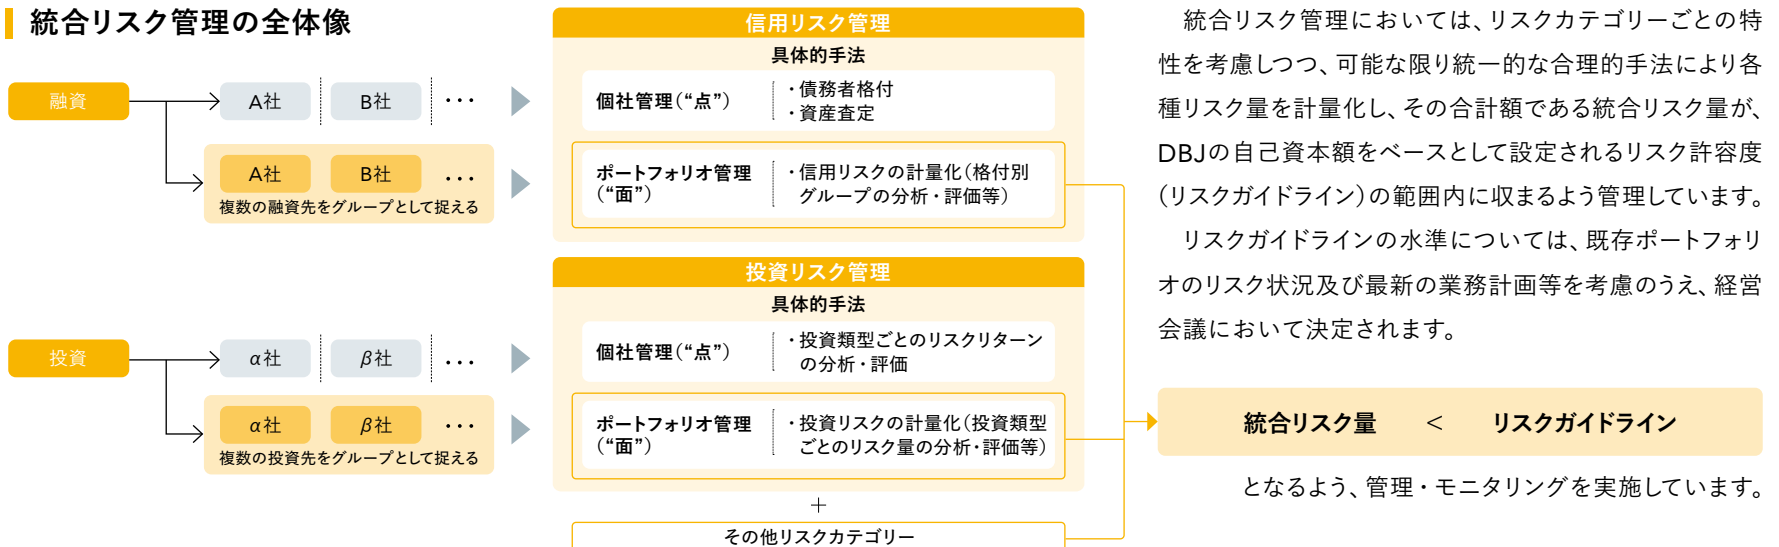 統合リスク管理の全体像
融資
A社
B社
・・・
A社
B社
・・・
複数の融資先をグループとして捉える
信用リスク管理
具体的手法
個社管理(“点”)
・債務者格付
・資産査定
ポートフォリオ管理
(“面”)
・信用リスクの計量化(格付別
グループの分析・評価等)
投資
α社
β社
・・・
α社
β社
・・・
複数の投資先をグループとして捉える
投資リスク管理
具体的手法
個社管理(“点”)
・投資類型ごとのリスクリターン
の分析・評価
ポートフォリオ管理
(“面”)
・投資リスクの計量化(投資類型
ごとのリスク量の分析・評価等)
+
その他リスクカテゴリー
統合リスク管理においては、リスクカテゴリーごとの特
性を考慮しつつ、可能な限り統一的な合理的手法により各
種リスク量を計量化し、その合計額である統合リスク量が、
DBJの自己資本額をベースとして設定されるリスク許容度
(リスクガイドライン)の範囲内に収まるよう管理しています。
リスクガイドラインの水準については、既存ポートフォリ
オのリスク状況及び最新の業務計画等を考慮のうえ、経営
会議において決定されます。
統合リスク量 < リスクガイドライン
となるよう、管理・モニタリングを実施しています。